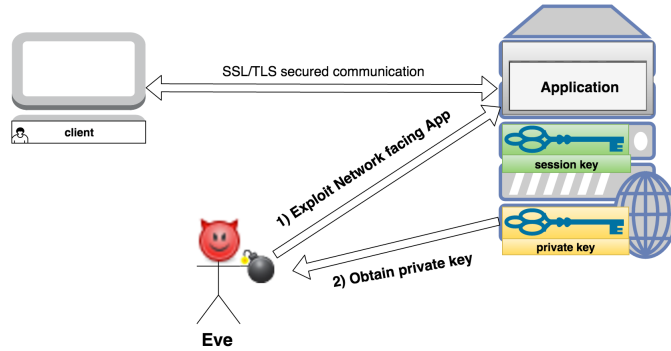 SSL/TLS secured communication
Application
client
1) Exploit Network facing App
session key
private key
2) Obtain private key
Eve